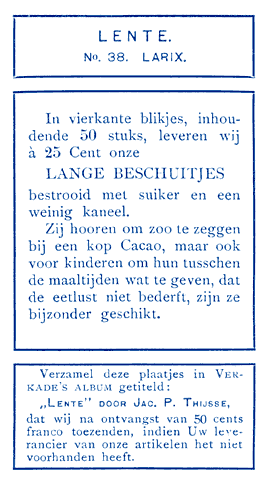 LENTE.
No. 38. LARIX.
In vierkante blikjes, inhou-
dende 50 stuks, leveren wij
à 25 Cent onze
LANGE BESCHUITJES
bestrooid met suiker en een
weinig kaneel.
Zij hooren om zoo te zeggen
bij een kop Cacao, maar ook
voor kinderen om hun tusschen
de maaltijden wat te geven, dat
de eetlust niet bederft, zijn ze
bijzonder geschikt.
Verzamel deze plaatjes in VER-
KADE'S ALBUM getiteld:
„LENTE" DOOR JAC. P. THIJSSE,
dat wij na ontvangst van 50 cents
franco toezenden, indien Uw leve-
rancier van onze artikelen het niet
voorhanden heeft.